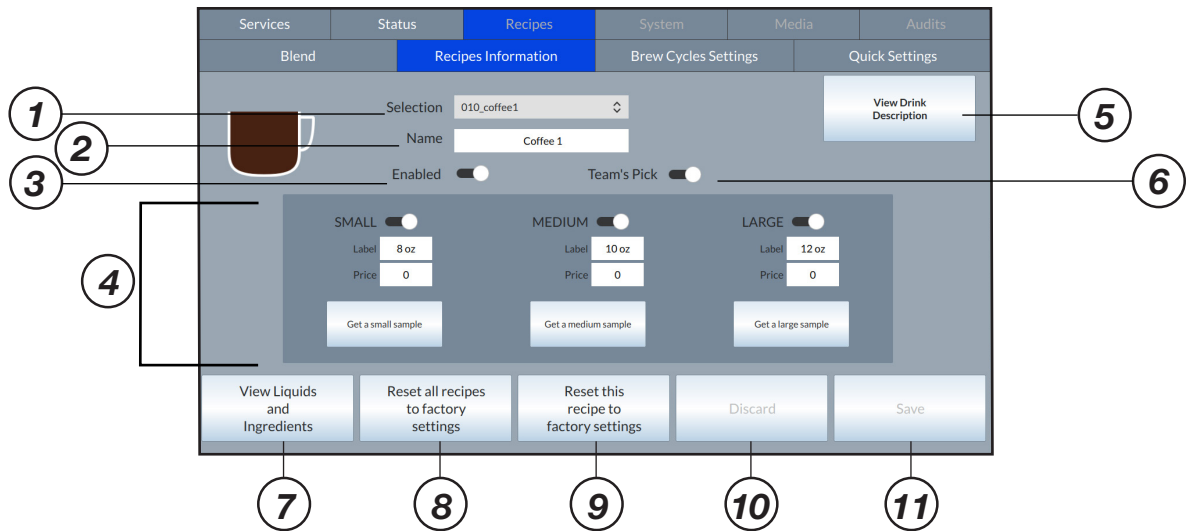 Services Status Recipes System Media Audits
Blend Recipes Information Brew Cycles Settings Quick Settings
1 Selection 010_coffee1 View Drink
Description 5
2 Name Coffee 1
3 Enabled Team's Pick 6
4
SMALL MEDIUM LARGE
Label 8 oz Label 10 oz Label 12 oz
Price 0 Price 0 Price 0
Get a small sample Get a medium sample Get a large sample
View Liquids
and
Ingredients
Reset all recipes
to factory
settings
Reset this
recipe to
factory settings
Discard
Save
7 8 9 10 11